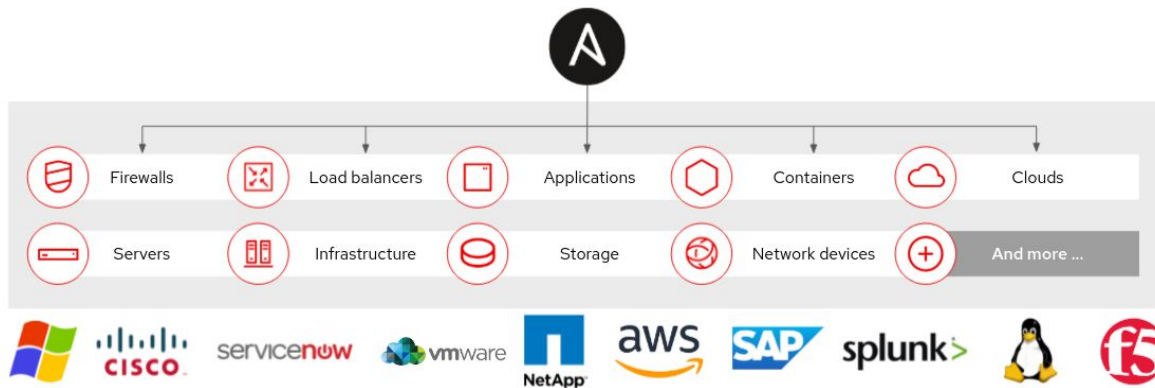 Firewalls
Load balancers
Applications
Containers
Clouds
Servers
Infrastructure
Storage
Network devices
And more ...
CISCO
servicenow
vmware
NetApp
aws
SAP
splunk>
f5